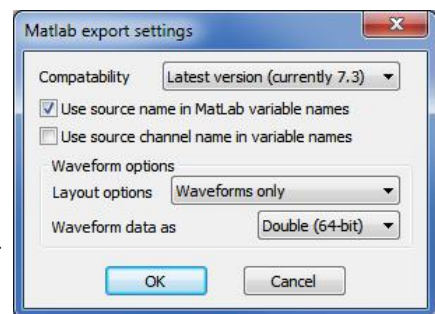 Matlab export settings
Compatability Latest version (currently 7.3)
Use source name in MatLab variable names
Use source channel name in variable names
Waveform options
Layout options Waveforms only
Waveform data as Double (64-bit)
OK Cancel